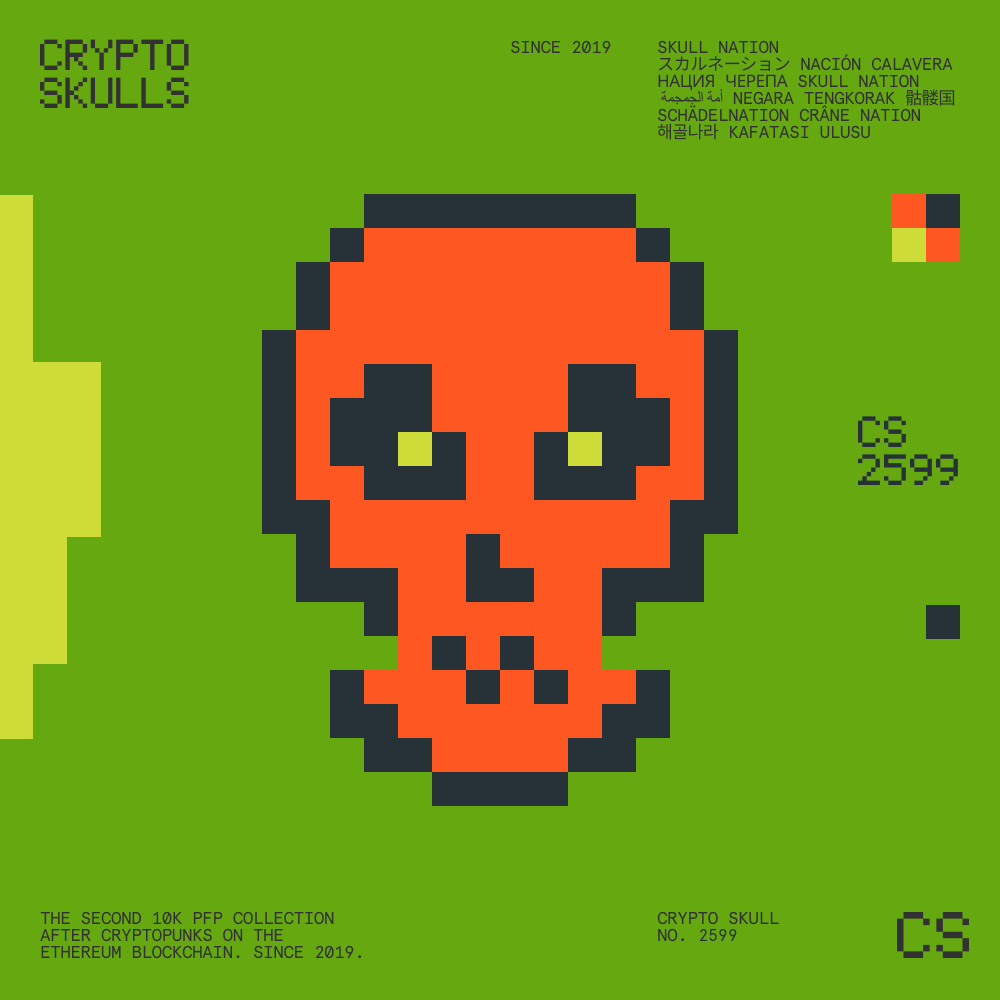 CRYPTO
SKULLS
SINCE 2019
SKULL NATION
スカルネーション NACIÓN CALAVERA
НАЦИЯ ЧЕРЕПА SKULL NATION
أمة الجمجمة NEGARA TENGKORAK 骷髅国
SCHÄDELNATION CRÂNE NATION
해골나라 KAFATASI ULUSU
CS
2599
THE SECOND 10K PFP COLLECTION
AFTER CRYPTOPUNKS ON THE
ETHEREUM BLOCKCHAIN. SINCE 2019.
CRYPTO SKULL
NO. 2599
CS